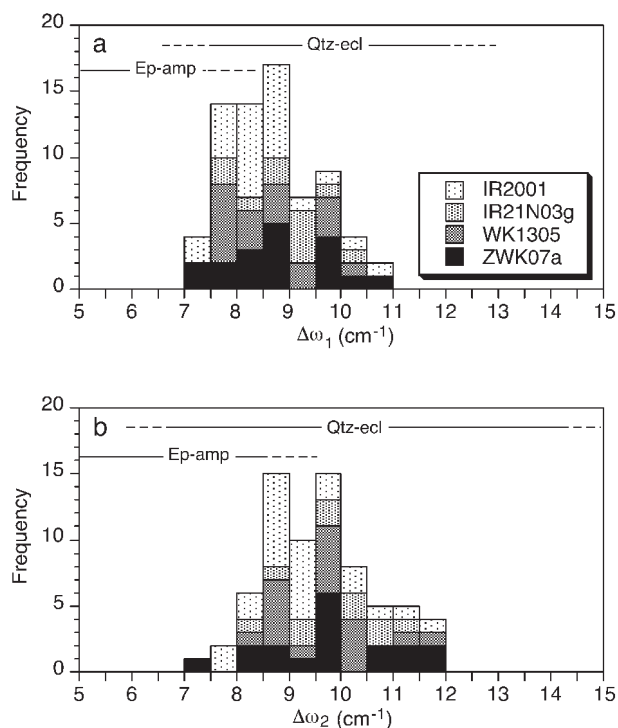 20
a
Qtz-ecl
Ep-amp
15
10
5
0
Frequency
IR2001
IR21N03g
WK1305
ZWK07a
5 6 7 8 9 10 11 12 13 14 15
Δω1 (cm-1)
20
b
Qtz-ecl
Ep-amp
15
10
5
0
Frequency
5 6 7 8 9 10 11 12 13 14 15
Δω2 (cm-1)